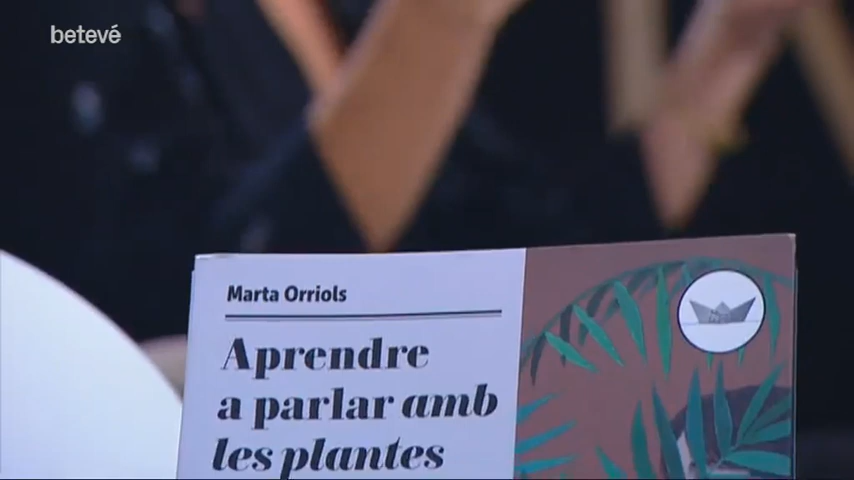 betevé
Marta Orriols
Aprendre
a parlar amb
les plantes